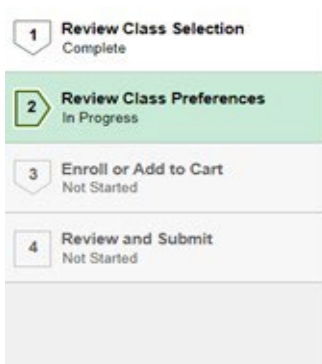 1 Review Class Selection
Complete
2 Review Class Preferences
In Progress
3 Enroll or Add to Cart
Not Started
4 Review and Submit
Not Started